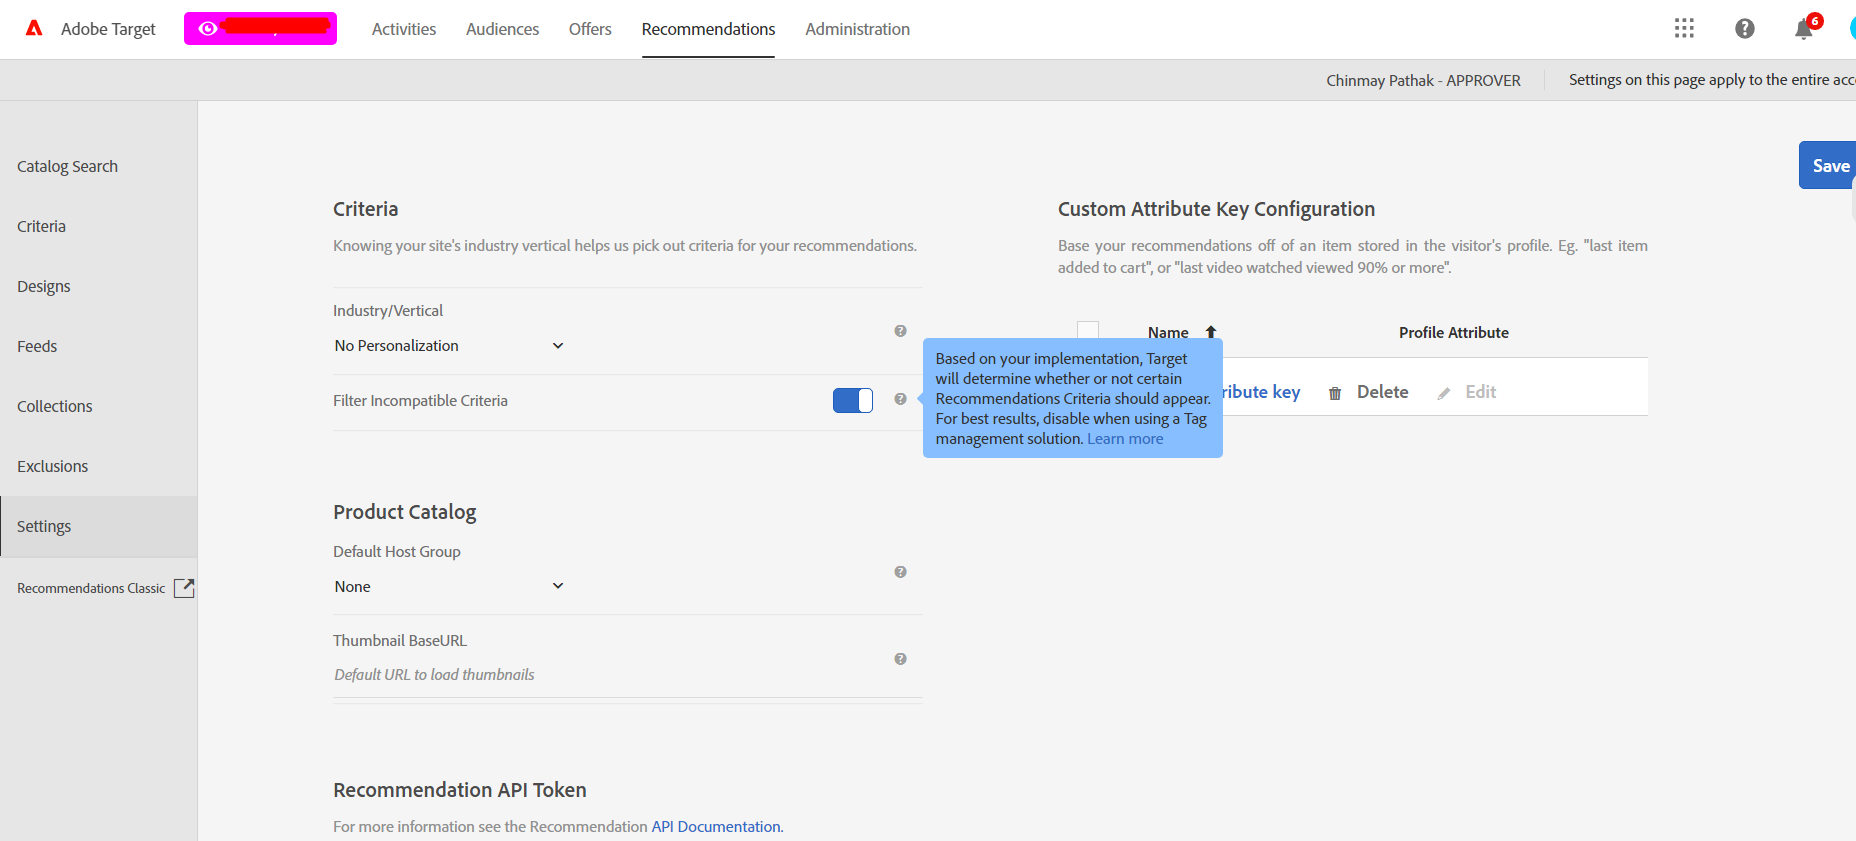 Adobe Target
Activities
Audiences
Offers
Recommendations
Administration
6
Chinmay Pathak - APPROVER
Settings on this page apply to the entire acc
Catalog Search
Criteria
Designs
Feeds
Collections
Exclusions
Settings
Recommendations Classic
Save
Criteria
Knowing your site's industry vertical helps us pick out criteria for your recommendations.
Industry/Vertical
No Personalization
Filter Incompatible Criteria
Based on your implementation, Target
will determine whether or not certain
Recommendations Criteria should appear.
For best results, disable when using a Tag
management solution. Learn more
Product Catalog
Default Host Group
None
Thumbnail BaseURL
Default URL to load thumbnails
Recommendation API Token
For more information see the Recommendation API Documentation.
Custom Attribute Key Configuration
Base your recommendations off of an item stored in the visitor's profile. Eg. "last item
added to cart", or "last video watched viewed 90% or more".
Name
Profile Attribute
ribute key
Delete
Edit